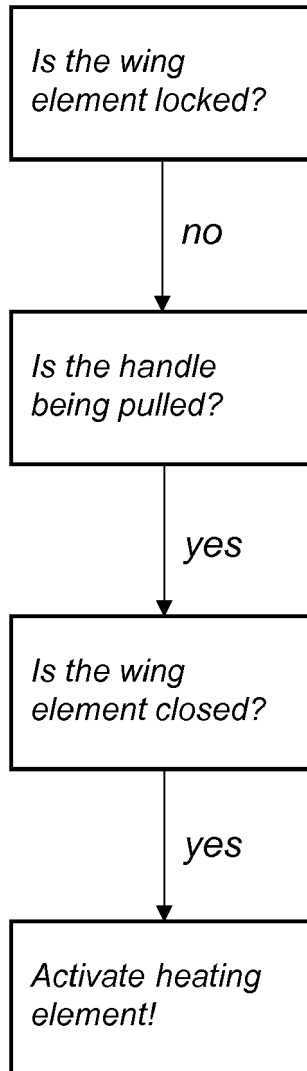 Is the wing
element locked?
no
Is the handle
being pulled?
yes
Is the wing
element closed?
yes
Activate heating
element!